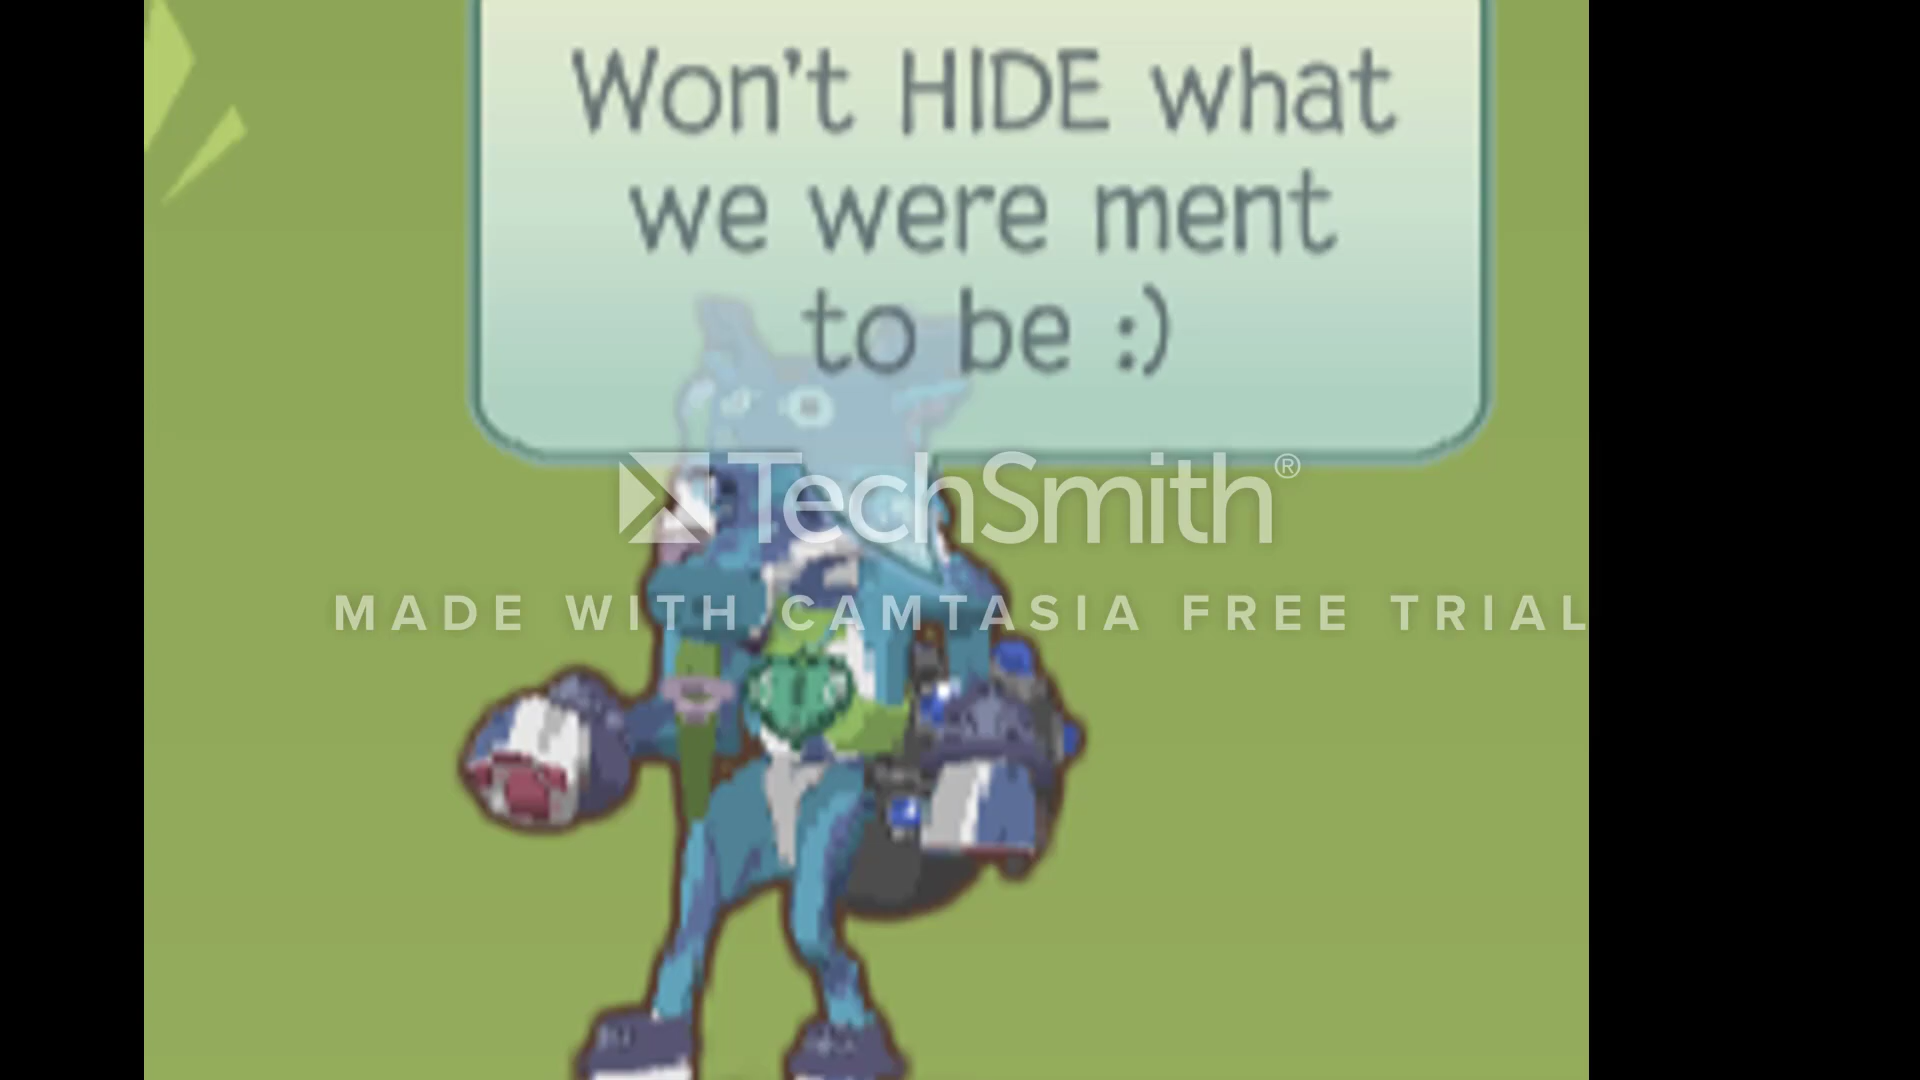 Won't HIDE what
we were ment
to be :)
TechSmith®
MADE WITH CAMTASIA FREE TRIAL